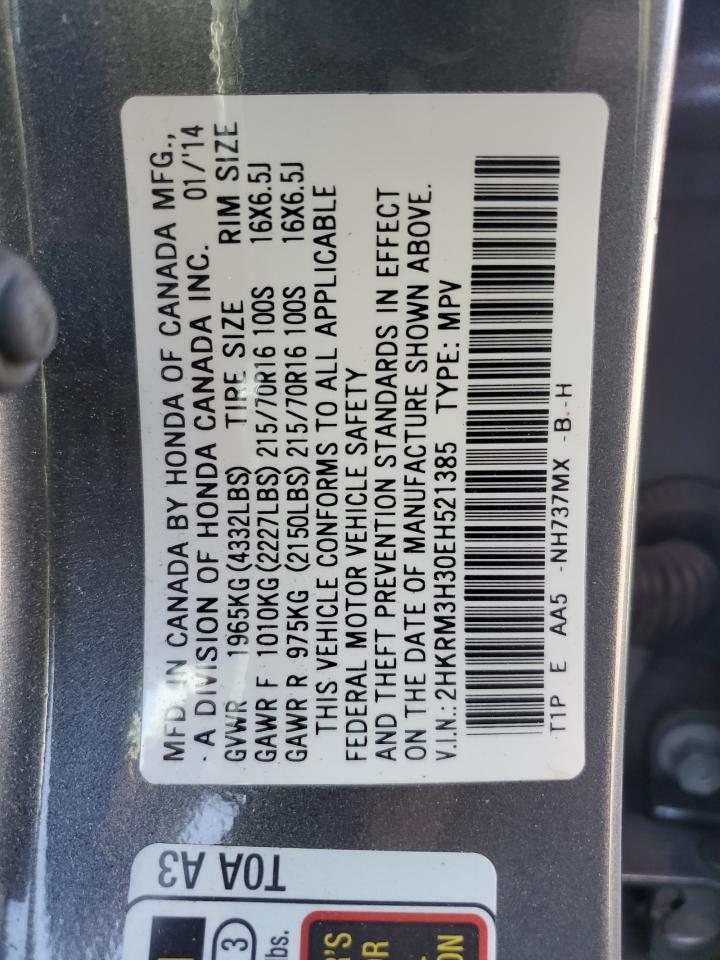 MFD. IN CANADA BY HONDA OF CANADA MFG.,
A DIVISION OF HONDA CANADA INC. 01/'14
GVWR 1965KG(4332LBS) TIRE SIZE RIM SIZE
GAWR F 1010KG(2227LBS)215/70R16 100S 16X6.5J
GAWR R 975KG (2150LBS)215/70R16 100S 16X6.5J
THIS VEHICLE CONFORMS TO ALL APPLICABLE
FEDERAL MOTOR VEHICLE SAFETY
AND THEFT PREVENTION STANDARDS IN EFFECT
ON THE DATE OF MANUFACTURE SHOWN ABOVE.
V.I.N.: 2HKRM3H30EH521385 TYPE: MPV
T1P E AA5 -NH737MX -B.-H
T0A A3
3
lbs.